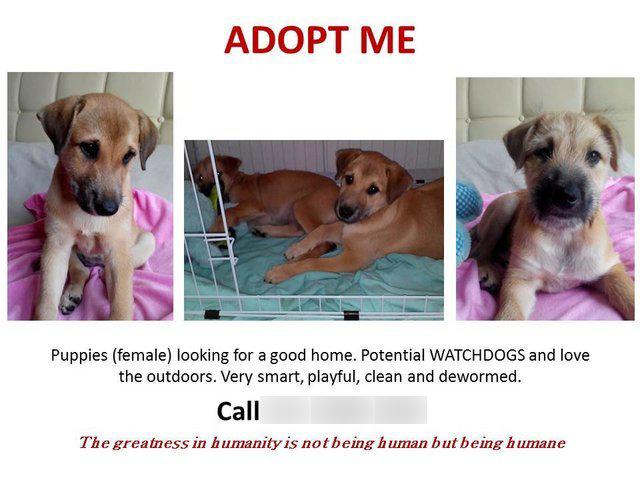 ADOPT ME
Puppies (female) looking for a good home. Potential WATCHDOGS and love
the outdoors. Very smart, playful, clean and dewormed.
Call
The greatness in humanity is not being human but being humane